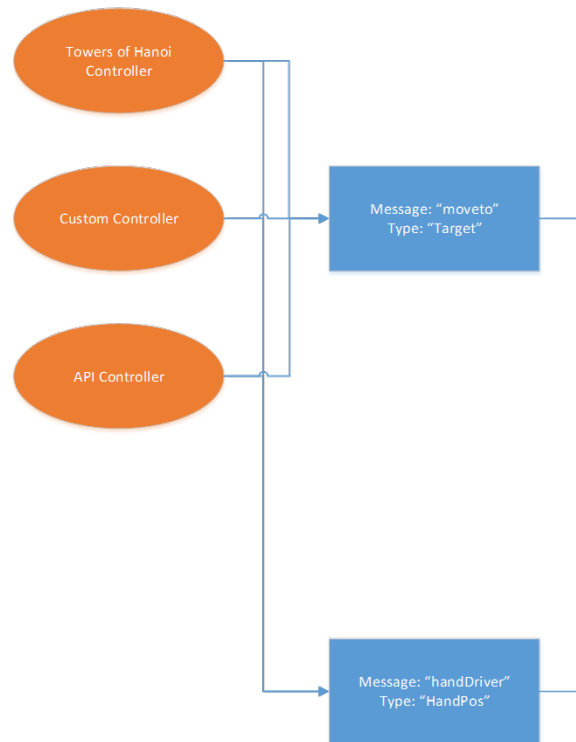 Towers of Hanoi
Controller
Custom Controller
Message: “moveto”
Type: “Target”
API Controller
Message: “handDriver”
Type: “HandPos”